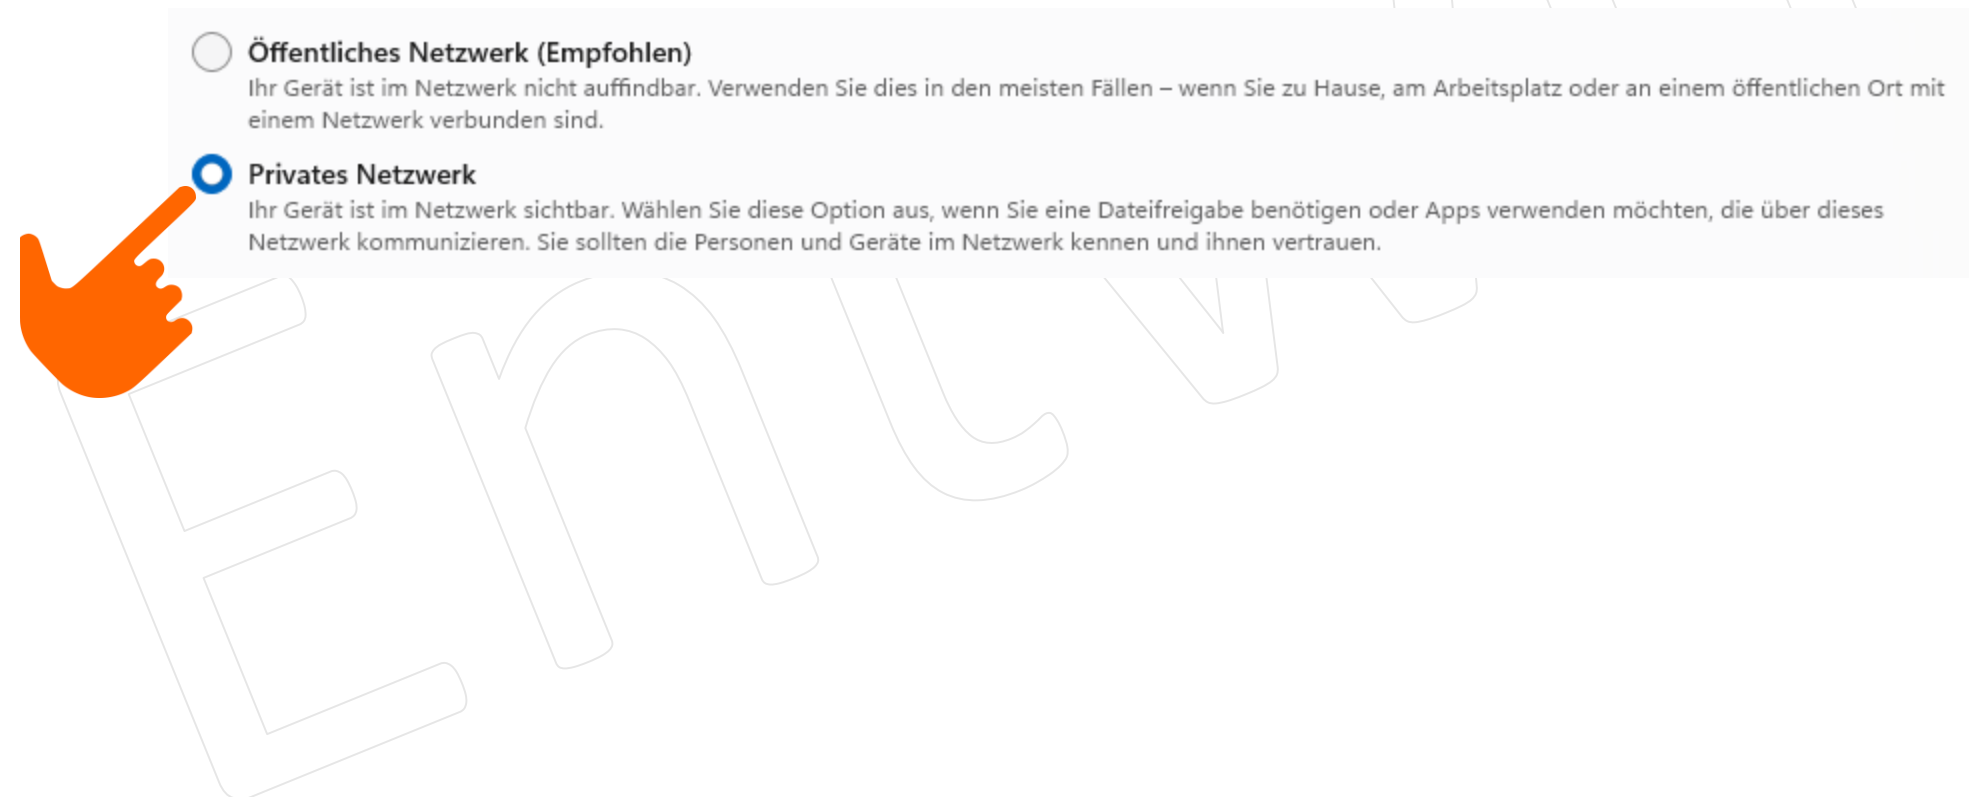 Öffentliches Netzwerk (Empfohlen)
Ihr Gerät ist im Netzwerk nicht auffindbar. Verwenden Sie dies in den meisten Fällen – wenn Sie zu Hause, am Arbeitsplatz oder an einem öffentlichen Ort mit
einem Netzwerk verbunden sind.
Privates Netzwerk
Ihr Gerät ist im Netzwerk sichtbar. Wählen Sie diese Option aus, wenn Sie eine Dateifreigabe benötigen oder Apps verwenden möchten, die über dieses
Netzwerk kommunizieren. Sie sollten die Personen und Geräte im Netzwerk kennen und ihnen vertrauen.